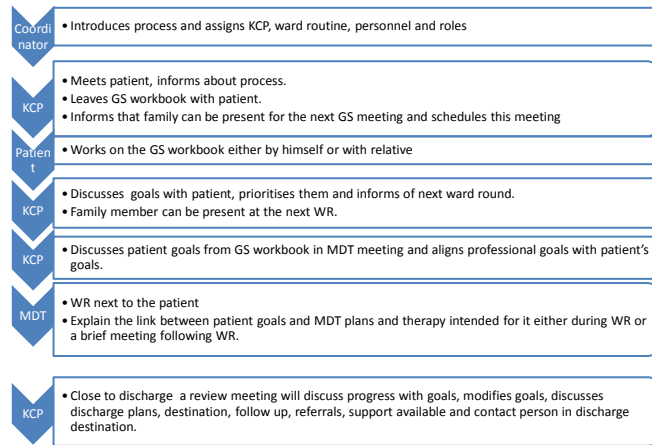 Coordi
nator
• Introduces process and assigns KCP, ward routine, personnel and roles
KCP
• Meets patient, informs about process.
• Leaves GS workbook with patient.
• Informs that family can be present for the next GS meeting and schedules this meeting
Patien
t
• Works on the GS workbook either by himself or with relative
KCP
• Discusses goals with patient, prioritises them and informs of next ward round.
• Family member can be present at the next WR.
KCP
• Discusses patient goals from GS workbook in MDT meeting and aligns professional goals with patient's
goals.
MDT
• WR next to the patient
• Explain the link between patient goals and MDT plans and therapy intended for it either during WR or
a brief meeting following WR.
KCP
• Close to discharge a review meeting will discuss progress with goals, modifies goals, discusses
discharge plans, destination, follow up, referrals, support available and contact person in discharge
destination.